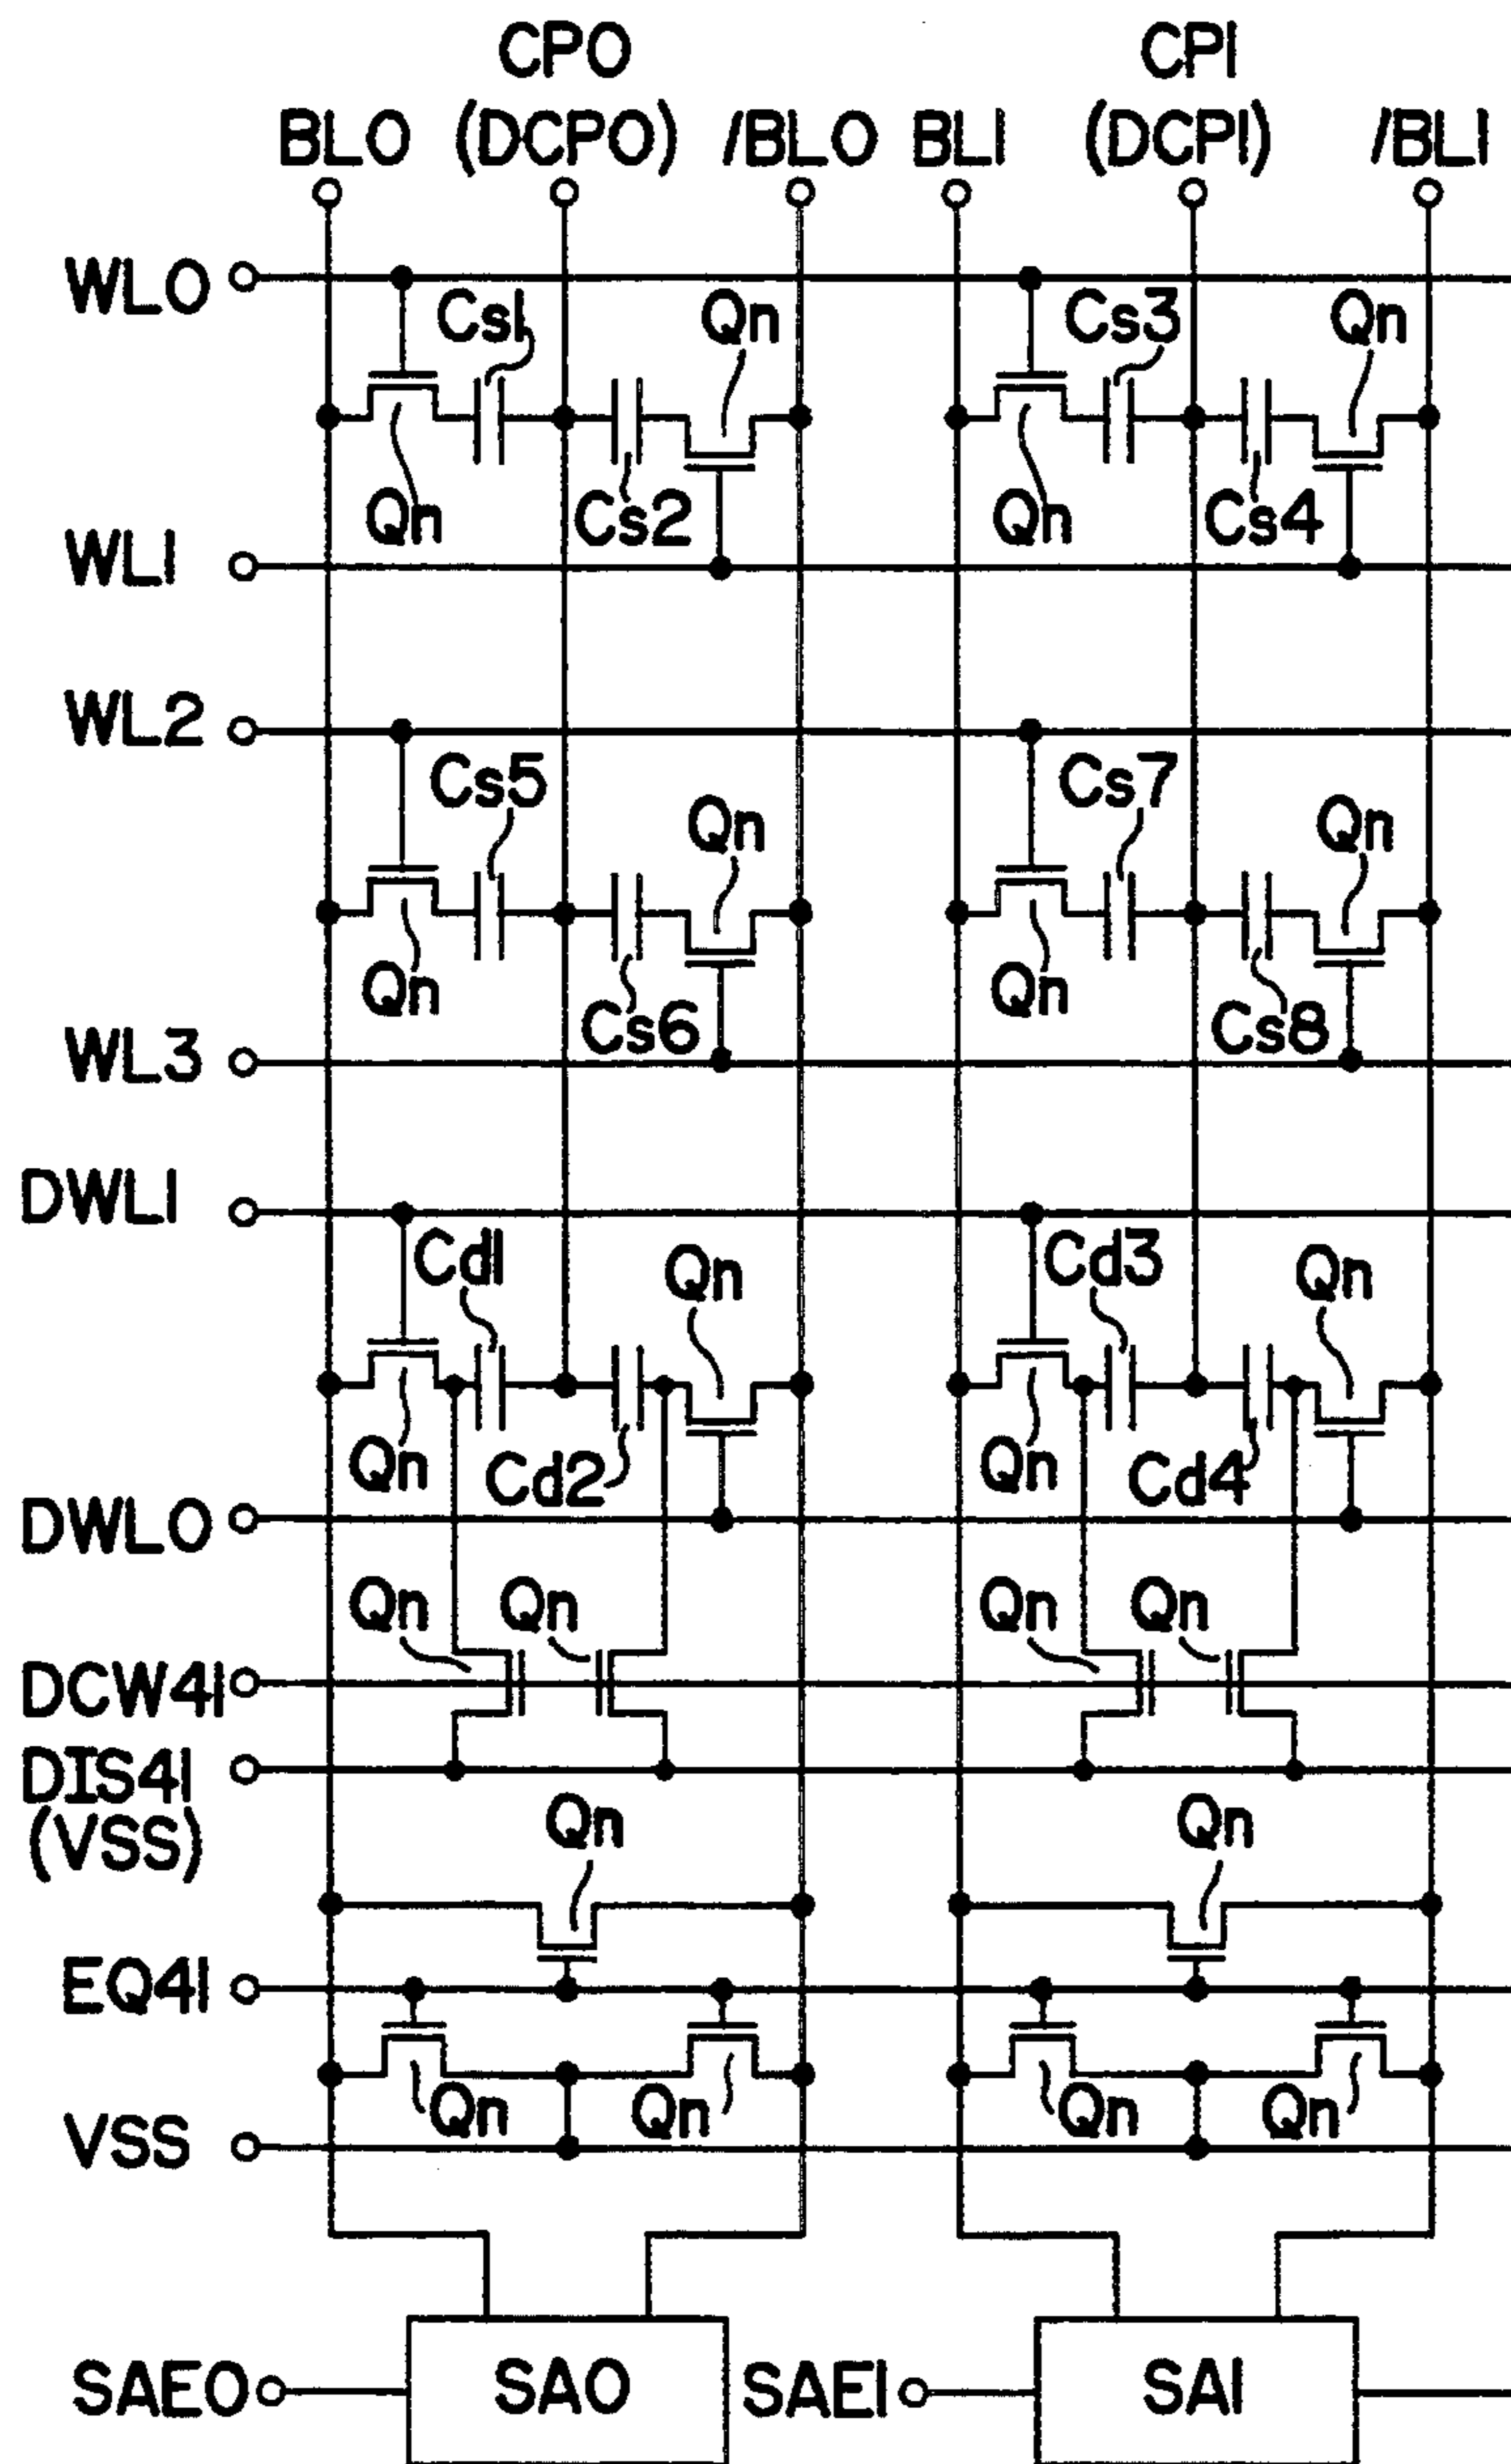 CP0 CP1
BL0 (DCP0) /BL0 BL1 (DCP1) /BL1
WL0
Cs1 Qn Cs3 Qn
Qn Cs2 Qn Cs4
WL1
WL2
Cs5 Qn Cs7 Qn
Qn Cs6 Qn Cs8
WL3
DWL1
Cd1 Qn Cd3 Qn
Qn Cd2 Qn Cd4
DWL0
Qn Qn Qn Qn
DCW41
DIS41
(VSS)
Qn Qn
EQ41
Qn Qn Qn Qn
VSS
SAE0 SA0 SAE1 SA1